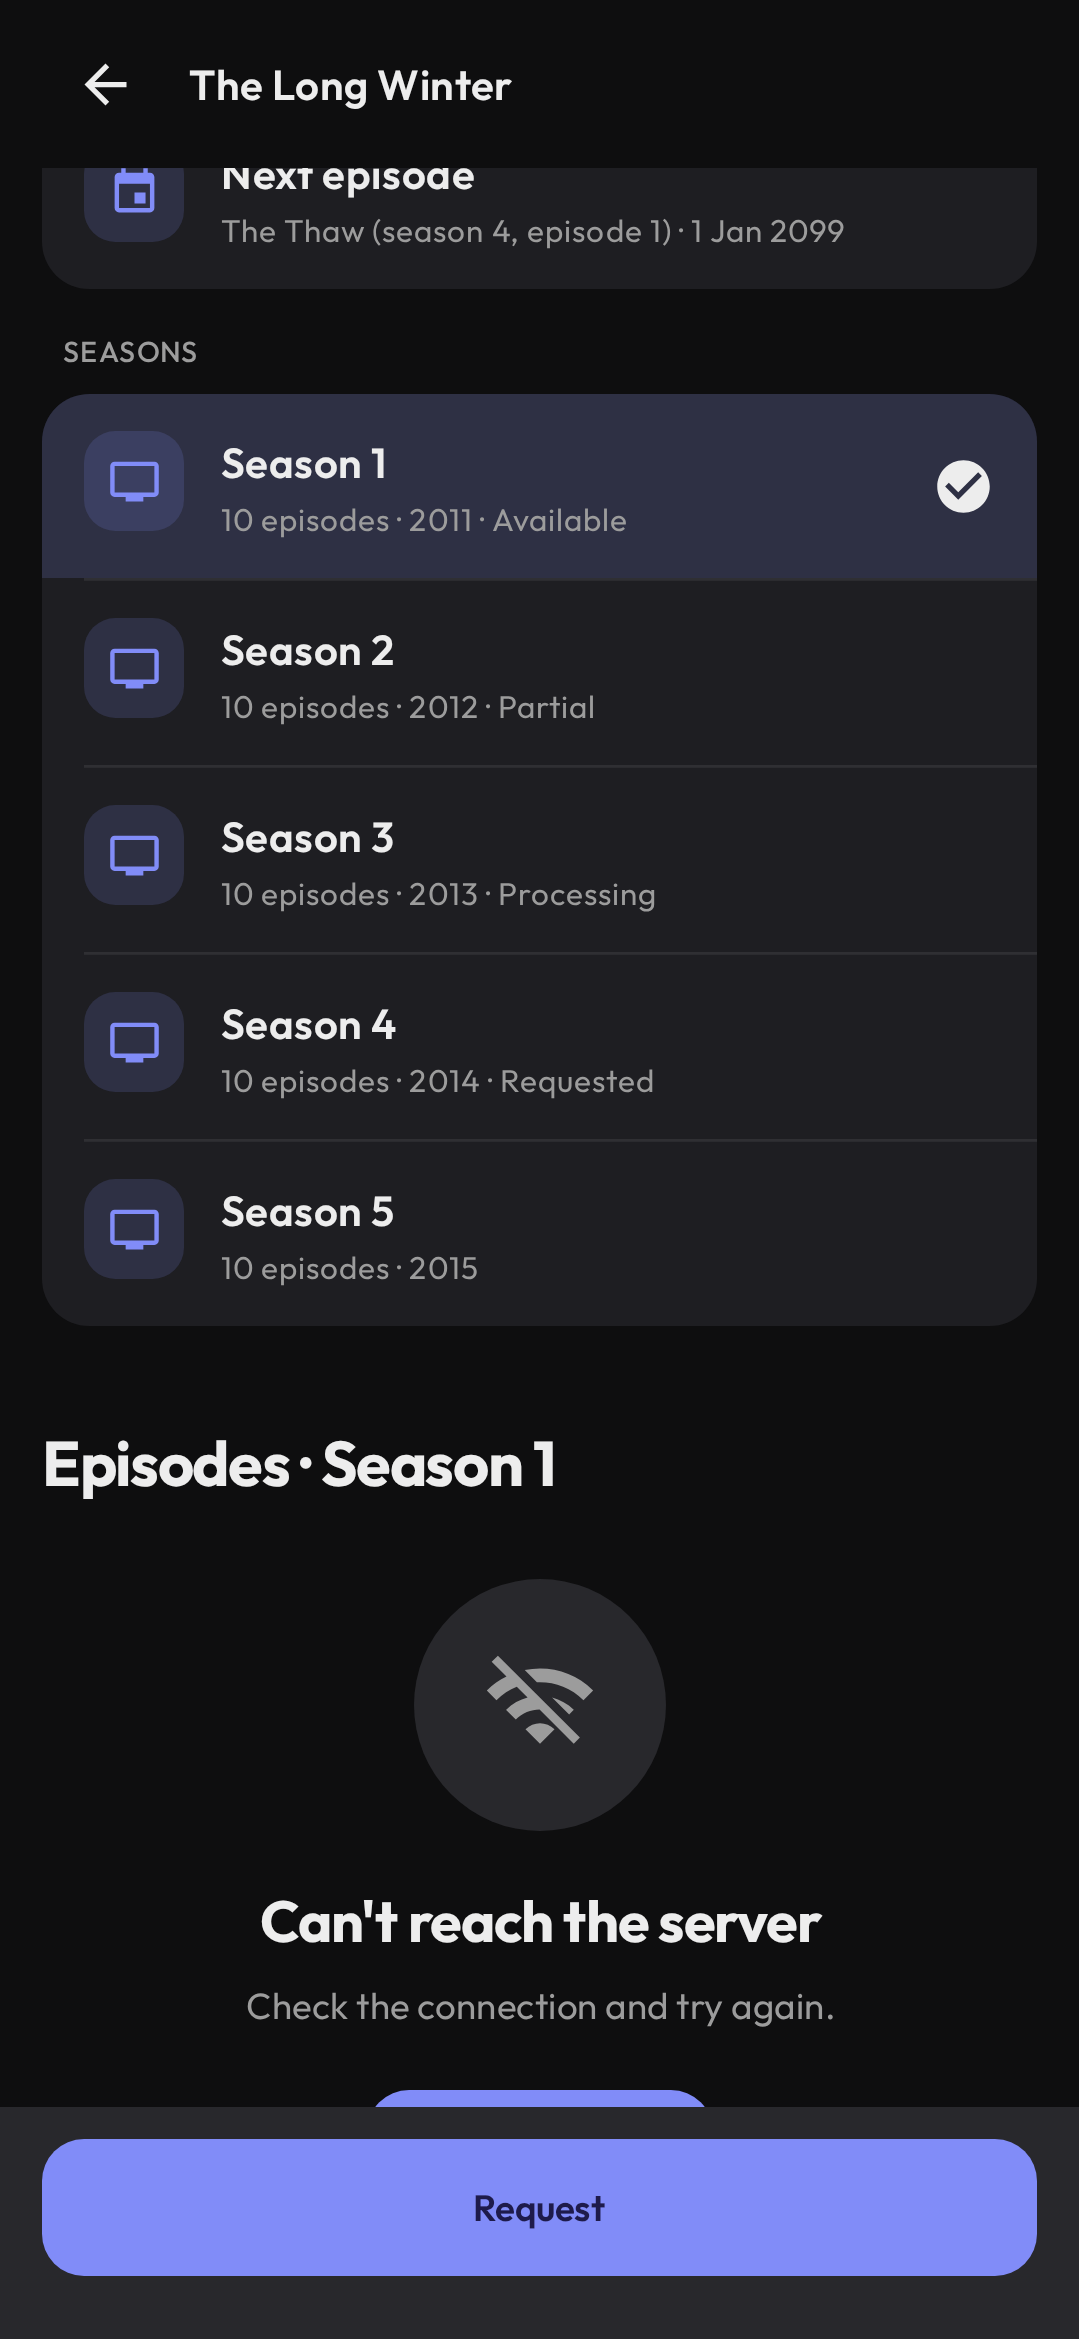 The Long Winter
Next episode
The Thaw (season 4, episode 1) · 1 Jan 2099
SEASONS
Season 1
10 episodes · 2011 · Available
Season 2
10 episodes · 2012 · Partial
Season 3
10 episodes · 2013 · Processing
Season 4
10 episodes · 2014 · Requested
Season 5
10 episodes · 2015
Episodes · Season 1
Can't reach the server
Check the connection and try again.
Request